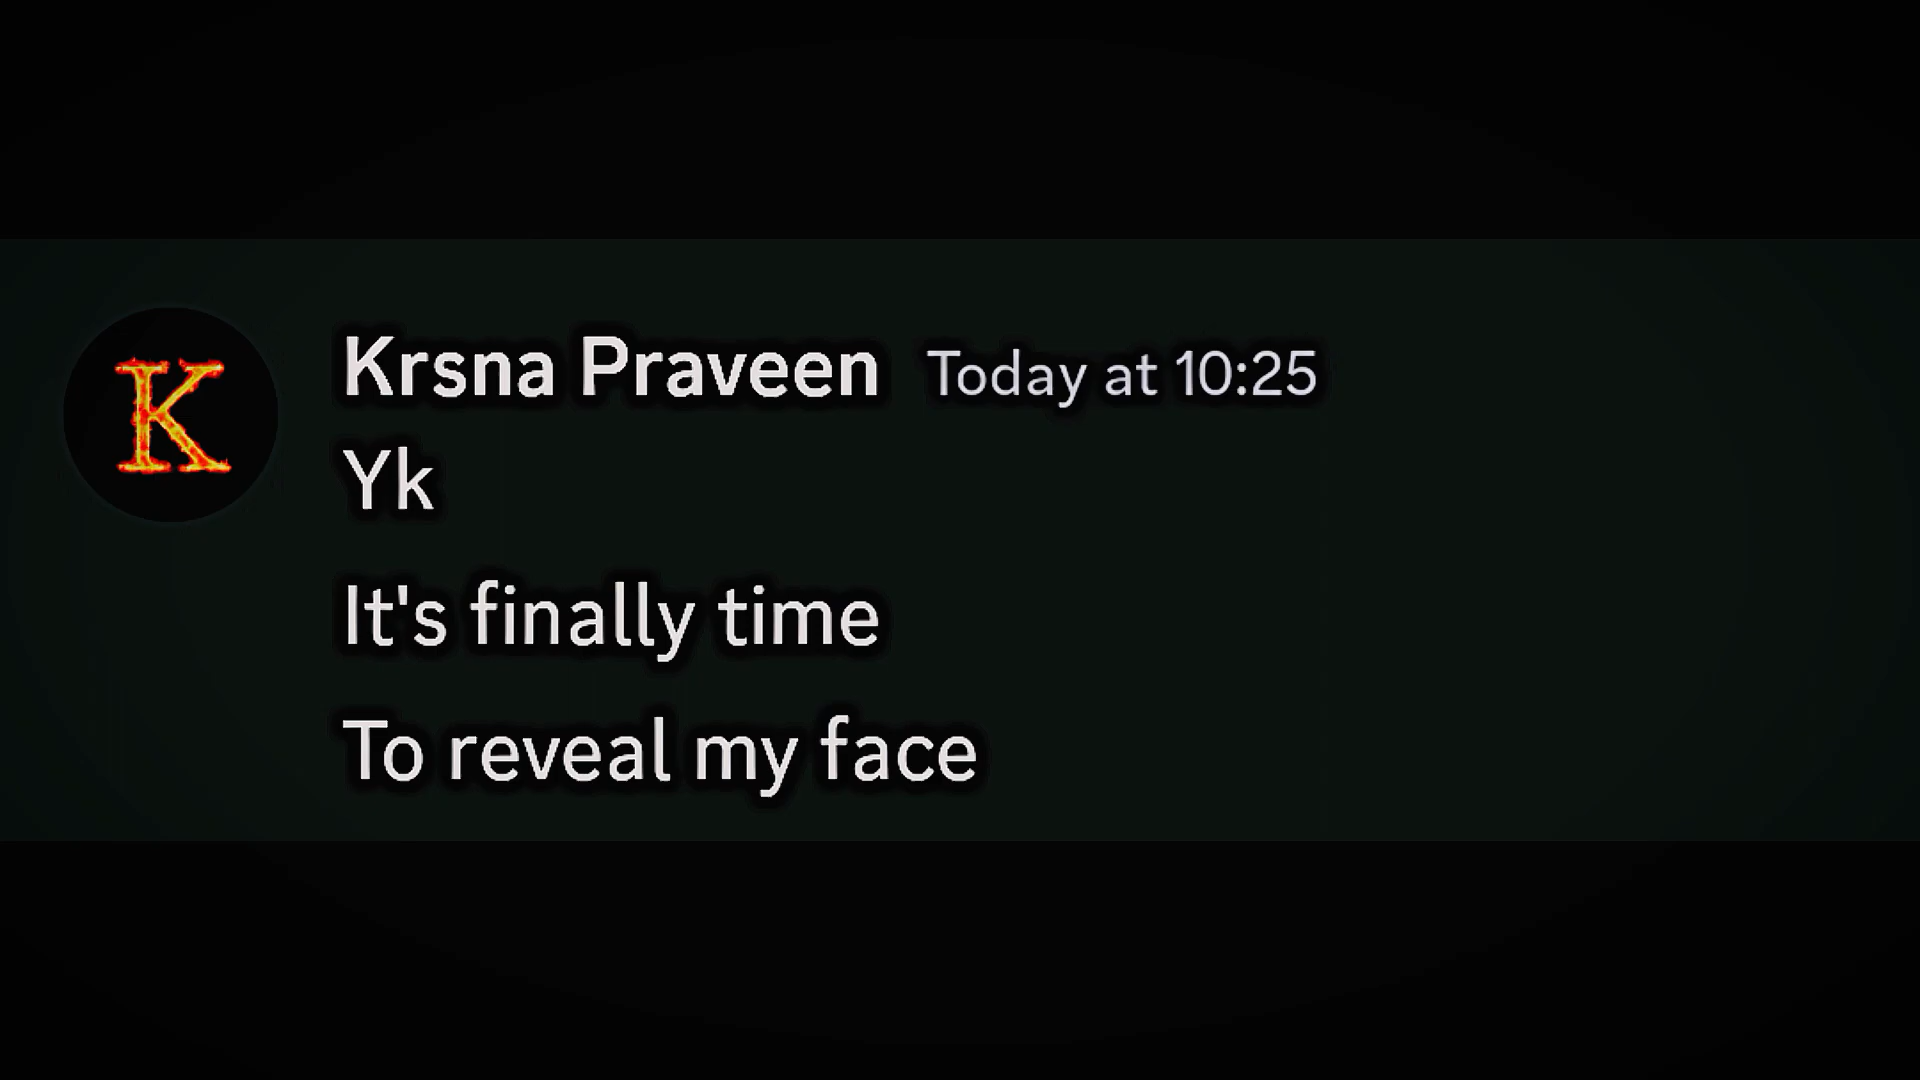 K
Krsna Praveen Today at 10:25
Yk
It's finally time
To reveal my face